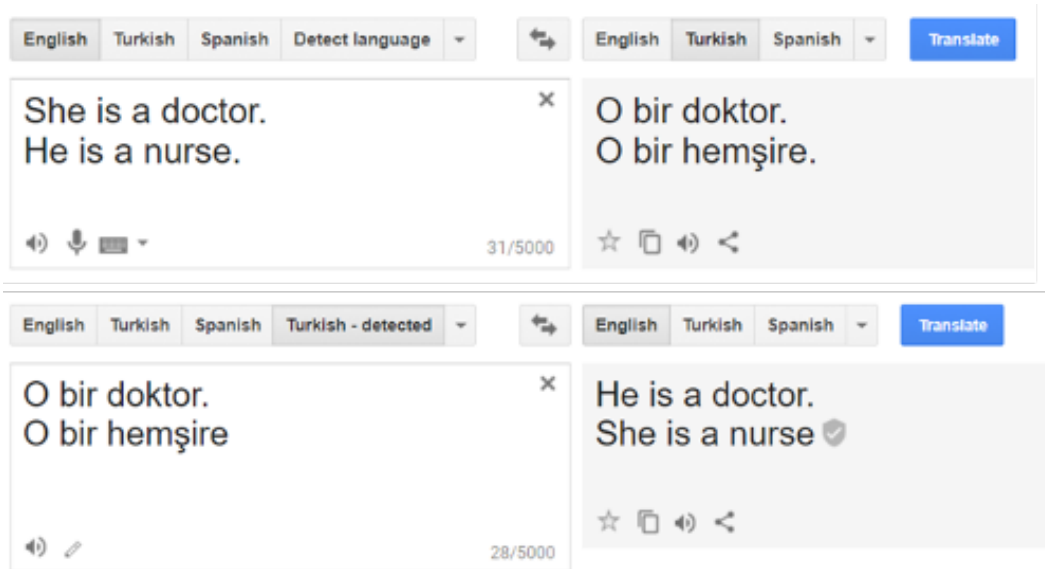 English Turkish Spanish Detect language
English Turkish Spanish Translate
She is a doctor.
He is a nurse.
31/5000
O bir doktor.
O bir hemşire.
English Turkish Spanish Turkish - detected
English Turkish Spanish Translate
O bir doktor.
O bir hemşire
28/5000
He is a doctor.
She is a nurse